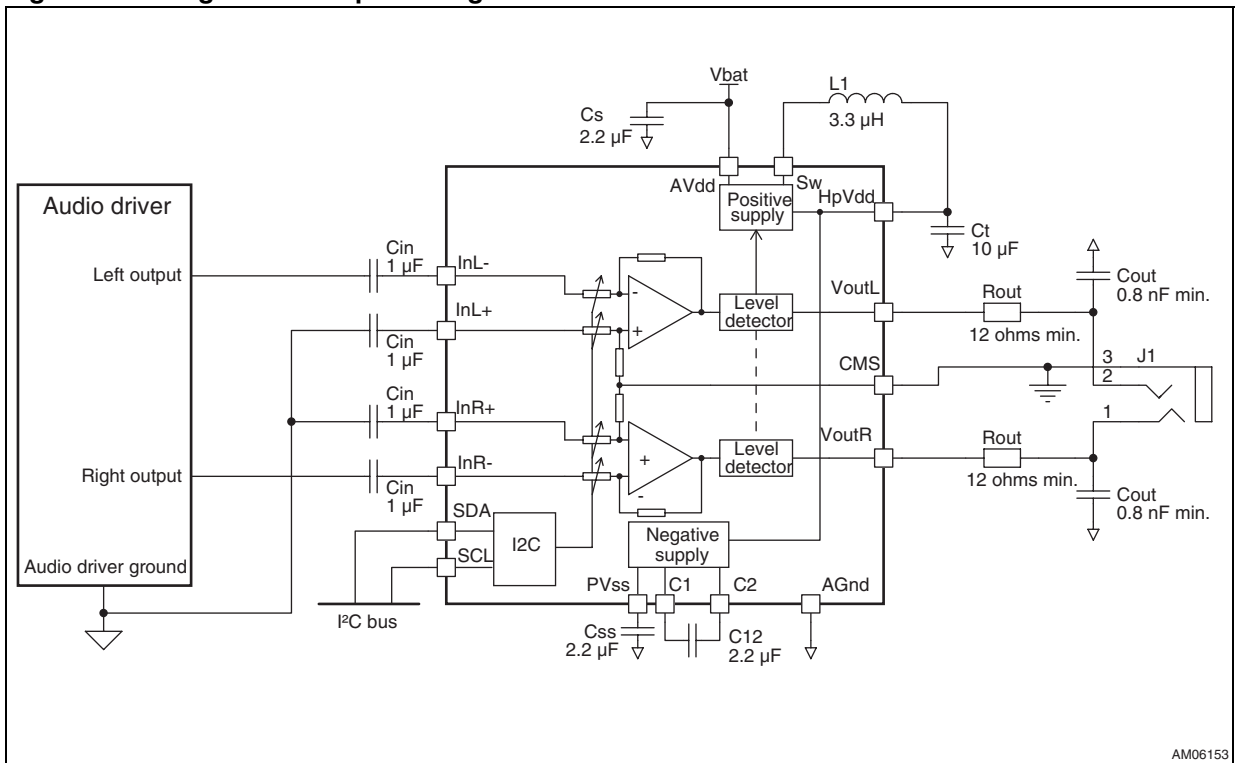 Vbat
L1
3.3 µH
Cs
2.2 µF
AVdd
Sw
HpVdd
Positive
supply
Ct
10 µF
Audio driver
Left output
Cin
1 µF
InL-
InL+
Cin
1 µF
-
+
Level
detector
VoutL
Rout
12 ohms min.
Cout
0.8 nF min.
CMS
3
2
J1
1
Cin
1 µF
InR+
InR-
Right output
Cin
1 µF
+
-
Level
detector
VoutR
Rout
12 ohms min.
Cout
0.8 nF min.
SDA
SCL
I2C
Negative
supply
Audio driver ground
I²C bus
PVss
C1
C2
AGnd
Css
2.2 µF
C12
2.2 µF
AM06153